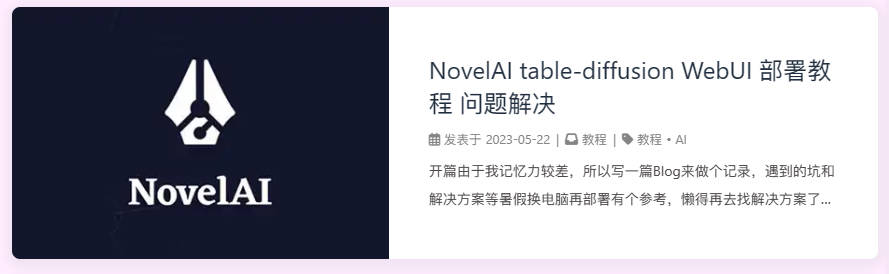 NovelAI
NovelAI table-diffusion WebUI 部署教
程 问题解决
发表于 2023-05-22 | 教程 | 教程 • AI
开篇由于我记忆力较差，所以写一篇Blog来做个记录，遇到的坑和
解决方案等暑假换电脑再部署有个参考，懒得再去找解决方案了...